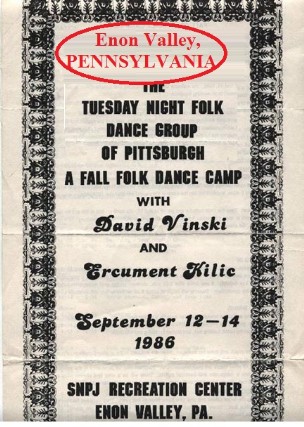 Enon Valley,
PENNSYLVANIA
THE
TUESDAY NIGHT FOLK
DANCE GROUP
OF PITTSBURGH
A FALL FOLK DANCE CAMP
WITH
David Vinski
AND
Ercument Kilic
September 12-14
1986
SNPJ RECREATION CENTER
ENON VALLEY, PA.